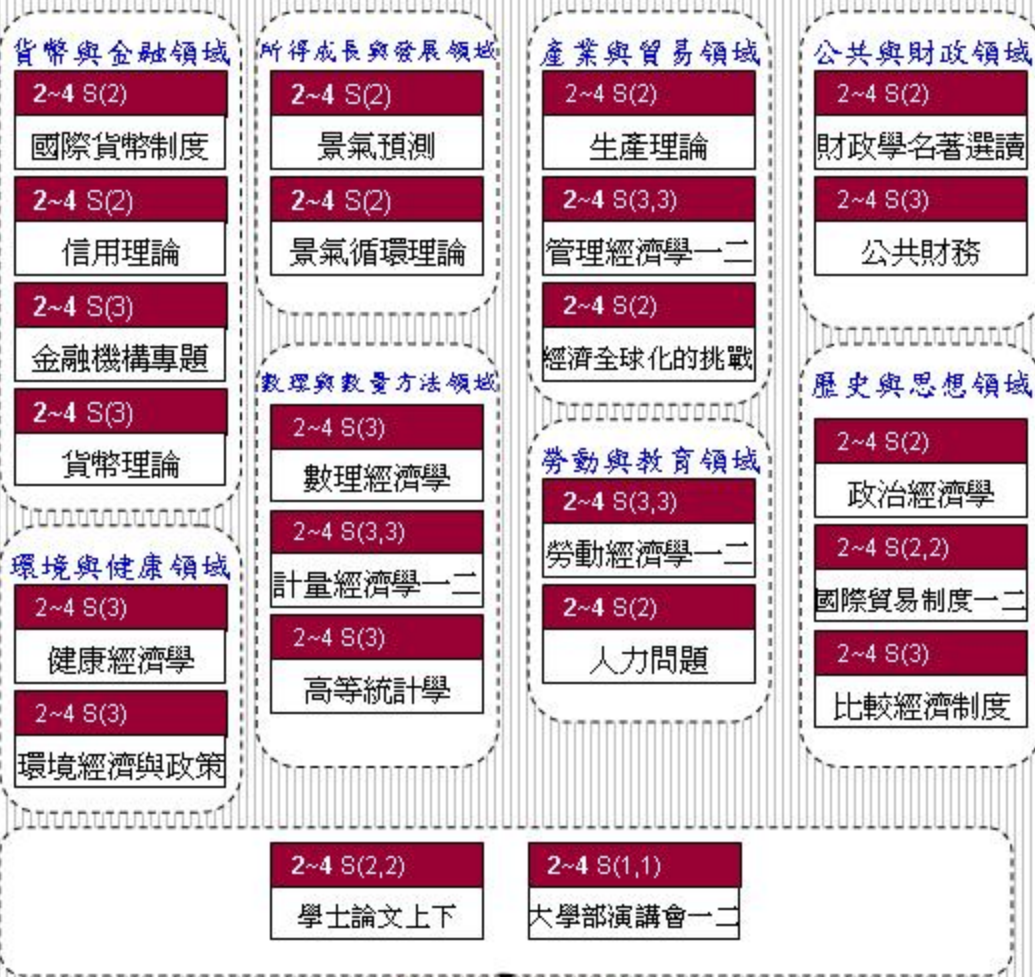 貨幣與金融領域
2~4 S(2)
國際貨幣制度
2~4 S(2)
信用理論
2~4 S(3)
金融機構專題
2~4 S(3)
貨幣理論
環境與健康領域
2~4 S(3)
健康經濟學
2~4 S(3)
環境經濟與政策
所得成長與發展領域
2~4 S(2)
景氣預測
2~4 S(2)
景氣循環理論
數理與數量方法領域
2~4 S(3)
數理經濟學
2~4 S(3,3)
計量經濟學一二
2~4 S(3)
高等統計學
產業與貿易領域
2~4 S(2)
生產理論
2~4 S(3,3)
管理經濟學一二
2~4 S(2)
經濟全球化的挑戰
勞動與教育領域
2~4 S(3,3)
勞動經濟學一二
2~4 S(2)
人力問題
公共與財政領域
2~4 S(2)
財政學名著選讀
2~4 S(3)
公共財務
歷史與思想領域
2~4 S(2)
政治經濟學
2~4 S(2,2)
國際貿易制度一二
2~4 S(3)
比較經濟制度
2~4 S(2,2)
學士論文上下
2~4 S(1,1)
大學部演講會一二